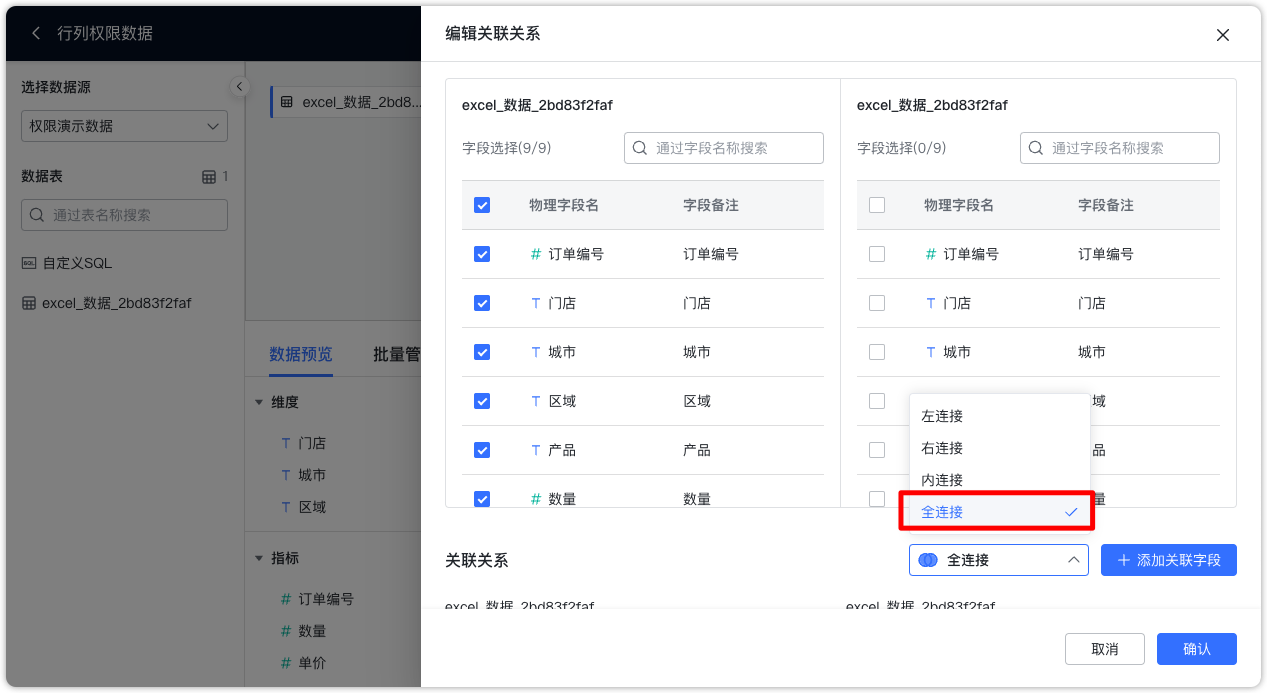 行列权限数据
选择数据源
权限演示数据
数据表
1
通过表名称搜索
自定义SQL
excel_数据_2bd83f2faf
excel_数据_2bd8...
数据预览
批量管
维度
T 门店
T 城市
T 区域
指标
# 订单编号
# 数量
# 单价
编辑关联关系
excel_数据_2bd83f2faf
字段选择(9/9)
通过字段名称搜索
物理字段名 字段备注
# 订单编号 订单编号
T 门店 门店
T 城市 城市
T 区域 区域
T 产品 产品
# 数量 数量
excel_数据_2bd83f2faf
字段选择(0/9)
通过字段名称搜索
物理字段名 字段备注
# 订单编号 订单编号
T 门店 门店
T 城市 城市
域
品
量
左连接
右连接
内连接
全连接
关联关系
全连接
添加关联字段
excel_数据_2bd83f2faf
excel_数据_2bd83f2faf
取消
确认